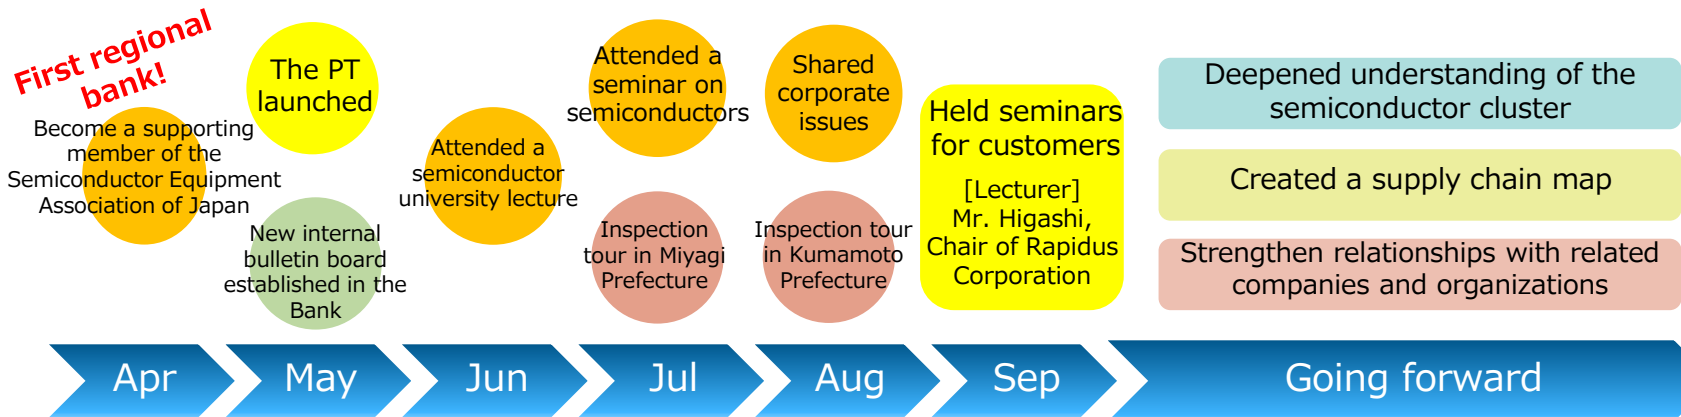 First regional
bank!
Become a supporting
member of the
Semiconductor Equipment
Association of Japan
The PT
launched
New internal
bulletin board
established in the
Bank
Attended a
semiconductor
university lecture
Attended a
seminar on
semiconductors
Inspection
tour in Miyagi
Prefecture
Shared
corporate
issues
Inspection tour
in Kumamoto
Prefecture
Held seminars
for customers
[Lecturer]
Mr. Higashi,
Chair of Rapidus
Corporation
Deepened understanding of the
semiconductor cluster
Created a supply chain map
Strengthen relationships with related
companies and organizations
Apr
May
Jun
Jul
Aug
Sep
Going forward